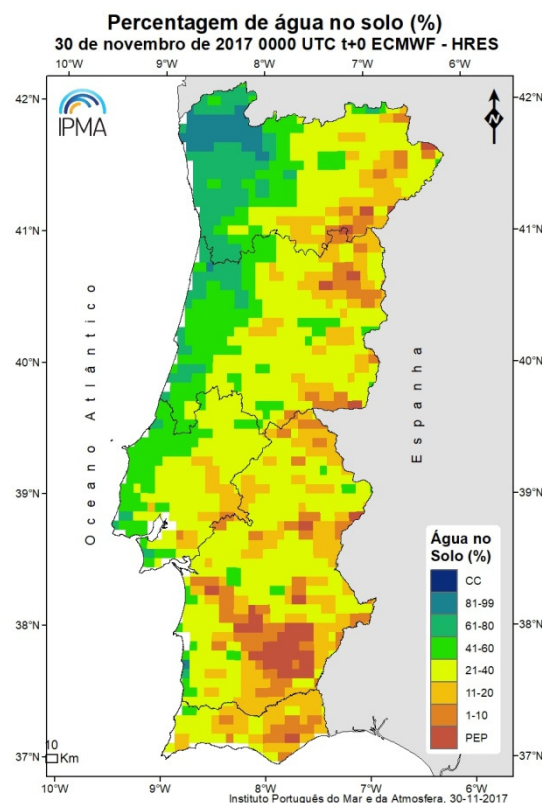 Percentagem de água no solo (%)
30 de novembro de 2017 0000 UTC t+0 ECMWF - HRES
10°W 9°W 8°W 7°W 6°W
42°N 42°N
IPMA
N
41°N 41°N
Oceano Atlântico
Espanha
40°N 40°N
39°N 39°N
Água no
Solo (%)
CC
81-99
61-80
41-60
21-40
11-20
1-10
PEP
38°N 38°N
37°N 37°N
10
Km
10°W 9°W 8°W 7°W 6°W
Instituto Português do Mar e da Atmosfera, 30-11-2017